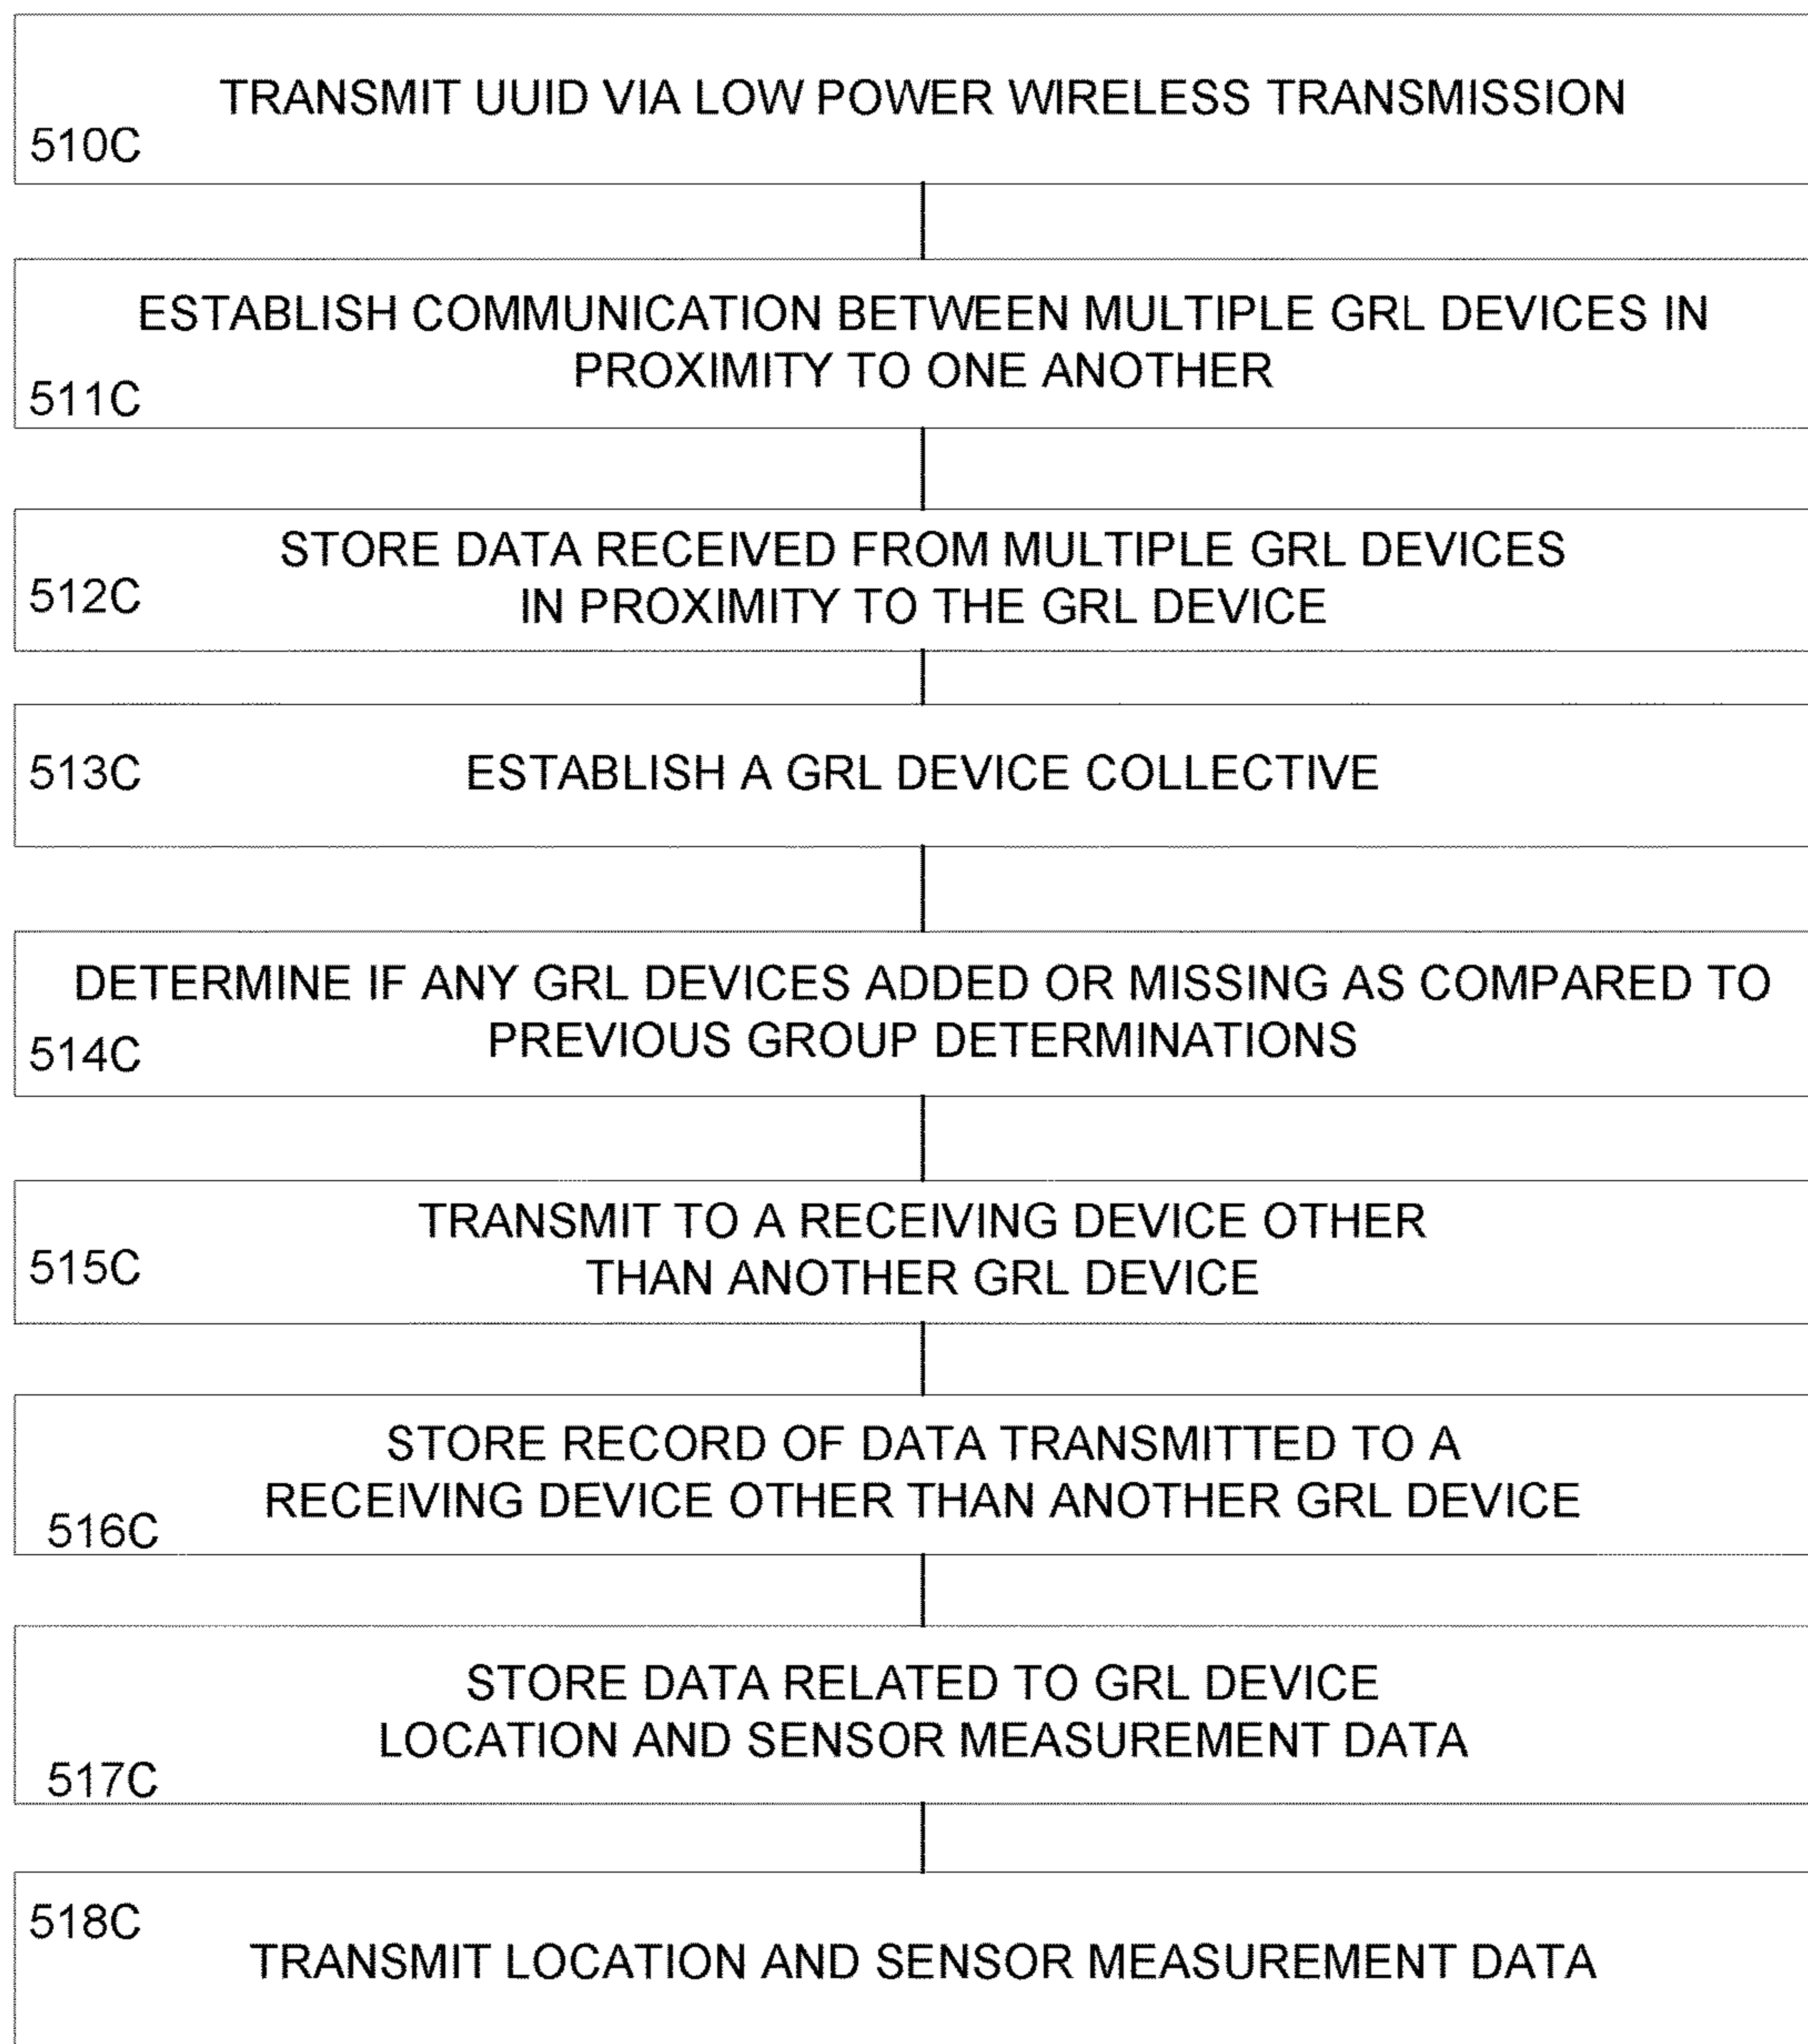 TRANSMIT UUID VIA LOW POWER WIRELESS TRANSMISSION
510C
ESTABLISH COMMUNICATION BETWEEN MULTIPLE GRL DEVICES IN
PROXIMITY TO ONE ANOTHER
511C
STORE DATA RECEIVED FROM MULTIPLE GRL DEVICES
512C
IN PROXIMITY TO THE GRL DEVICE
513C
ESTABLISH A GRL DEVICE COLLECTIVE
DETERMINE IF ANY GRL DEVICES ADDED OR MISSING AS COMPARED TO
PREVIOUS GROUP DETERMINATIONS
514C
TRANSMIT TO A RECEIVING DEVICE OTHER
515C
THAN ANOTHER GRL DEVICE
STORE RECORD OF DATA TRANSMITTED TO A
RECEIVING DEVICE OTHER THAN ANOTHER GRL DEVICE
516C
STORE DATA RELATED TO GRL DEVICE
LOCATION AND SENSOR MEASUREMENT DATA
517C
518C
TRANSMIT LOCATION AND SENSOR MEASUREMENT DATA